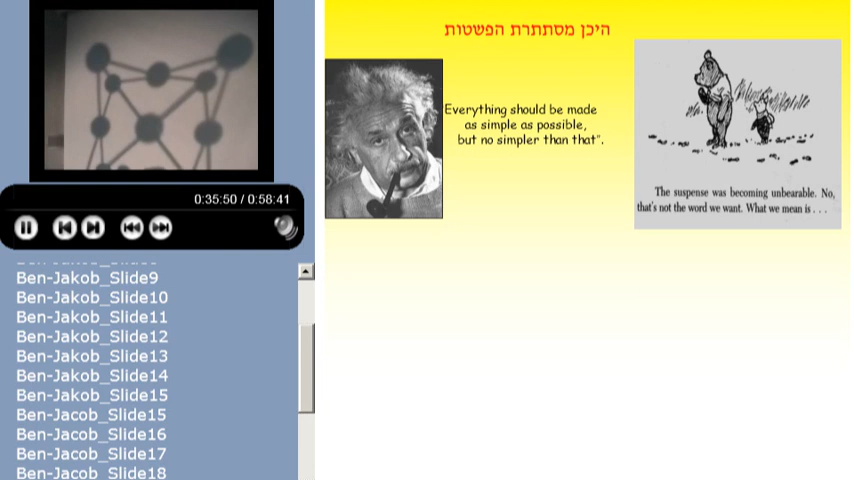 0:35:50 / 0:58:41
Ben-Jakob_Slide9
Ben-Jakob_Slide10
Ben-Jakob_Slide11
Ben-Jakob_Slide12
Ben-Jakob_Slide13
Ben-Jakob_Slide14
Ben-Jakob_Slide15
Ben-Jacob_Slide15
Ben-Jacob_Slide16
Ben-Jacob_Slide17
Ben-Jacob_Slide18
היכן מסתתרת הפשטות
Everything should be made
as simple as possible,
but no simpler than that".
The suspense was becoming unbearable. No,
that's not the word we want. What we mean is . . .